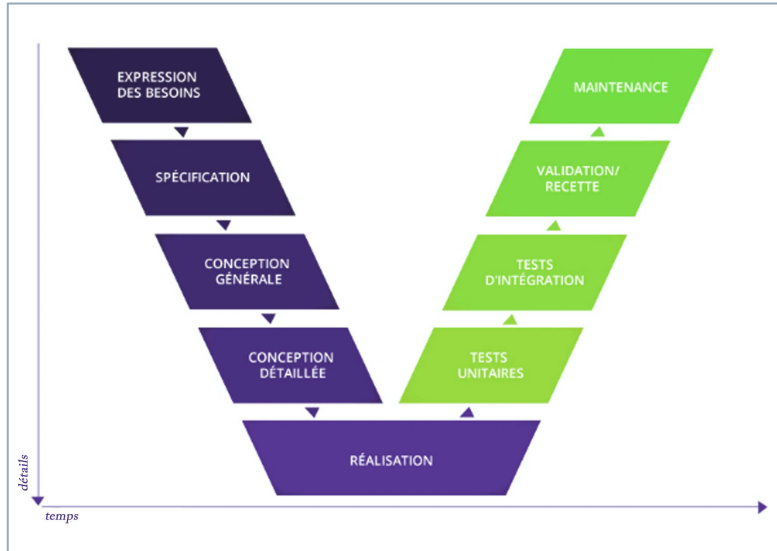 EXPRESSION
DES BESOINS
SPÉCIFICATION
CONCEPTION
GÉNÉRALE
CONCEPTION
DÉTAILLÉE
RÉALISATION
TESTS
UNITAIRES
TESTS
D'INTÉGRATION
VALIDATION/
RECETTE
MAINTENANCE
détails
temps